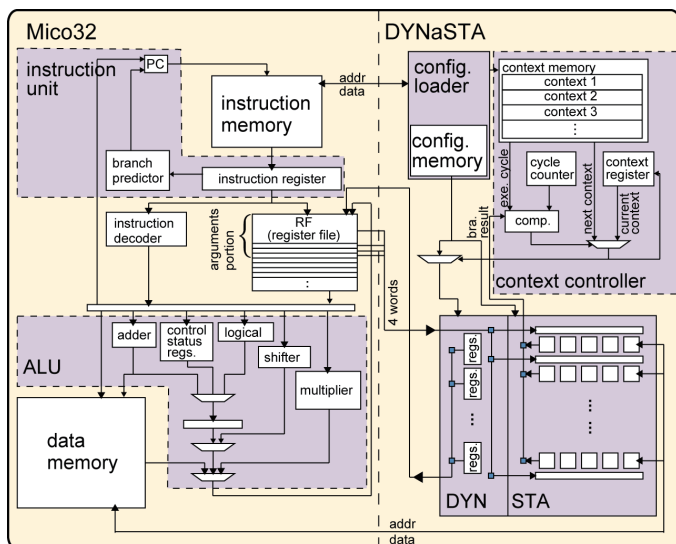 Mico32
DYNaSTA
instruction
unit
PC
instruction
memory
branch
predictor
instruction register
addr
data
config.
loader
config.
memory
context memory
context 1
context 2
context 3
⋮
exe. cycle
cycle
counter
next context
context
register
current
context
bra.
result
comp.
context controller
instruction
decoder
arguments
portion
RF
(register file)
⋮
4 words
adder
control
status
regs.
logical
shifter
multiplier
ALU
data
memory
regs.
regs.
⋮
regs.
⋮
⋮
DYN
STA
addr
data